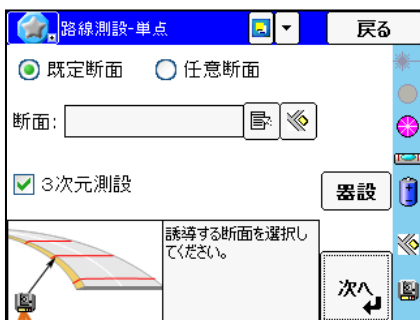 路線測設-単点
戻る
既定断面
任意断面
断面:
3次元測設
器設
誘導する断面を選択し
てください。
次へ